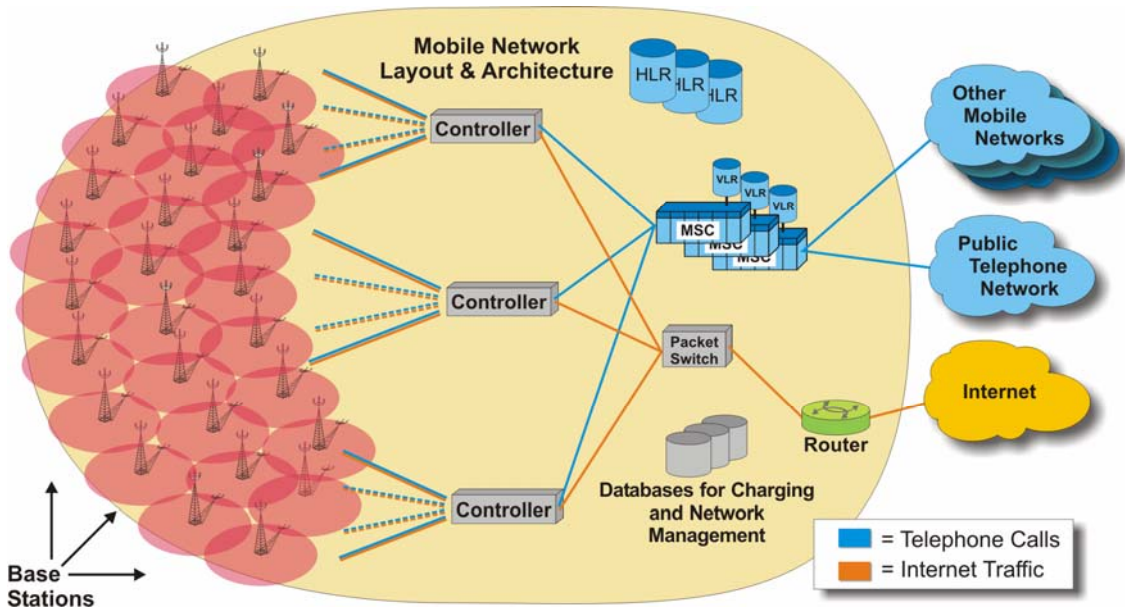 Mobile Network
Layout & Architecture
HLR
HLR
HLR
Controller
Controller
Controller
VLR
VLR
VLR
MSC
MSC
MSC
Packet
Switch
Router
Databases for Charging
and Network
Management
Other
Mobile
Networks
Public
Telephone
Network
Internet
Base
Stations
= Telephone Calls
= Internet Traffic